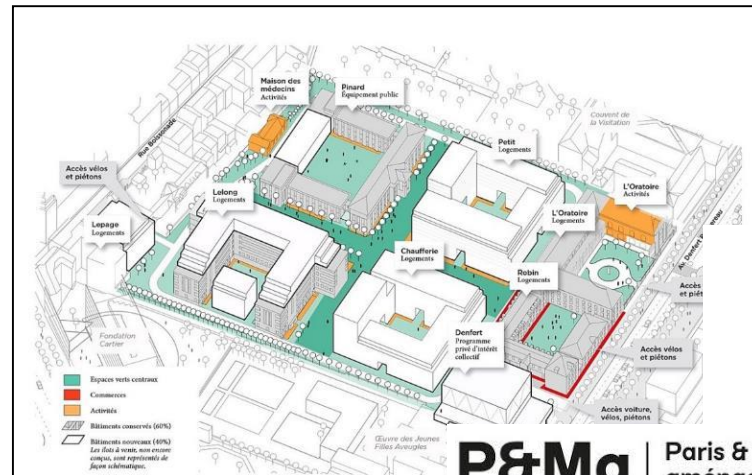 Maison des
médecins
Activités
Pinard
Équipement public
Couvent de
la Visitation
Rue Boissonade
Petit
Logements
Accès vélos
et piétons
L'Oratoire
Activités
Lelong
Logements
Lepage
Logements
L'Oratoire
Logements
Av. Denfert
Chaufferie
Logements
Robin
Logements
Accès
et
Denfert
Programme
privé d'intérêt
collectif
Fondation
Cartier
Accès vélos
et piétons
Accès voiture,
vélos, piétons
Espaces verts centraux
Commerces
Activités
Bâtiments conservés (60%)
Bâtiments nouveaux (40%)
Les îlots à venir, non encore
conçus, sont représentés de
façon schématique.
Œuvre des Jeunes
Filles Aveugles
P&Ma
Paris &